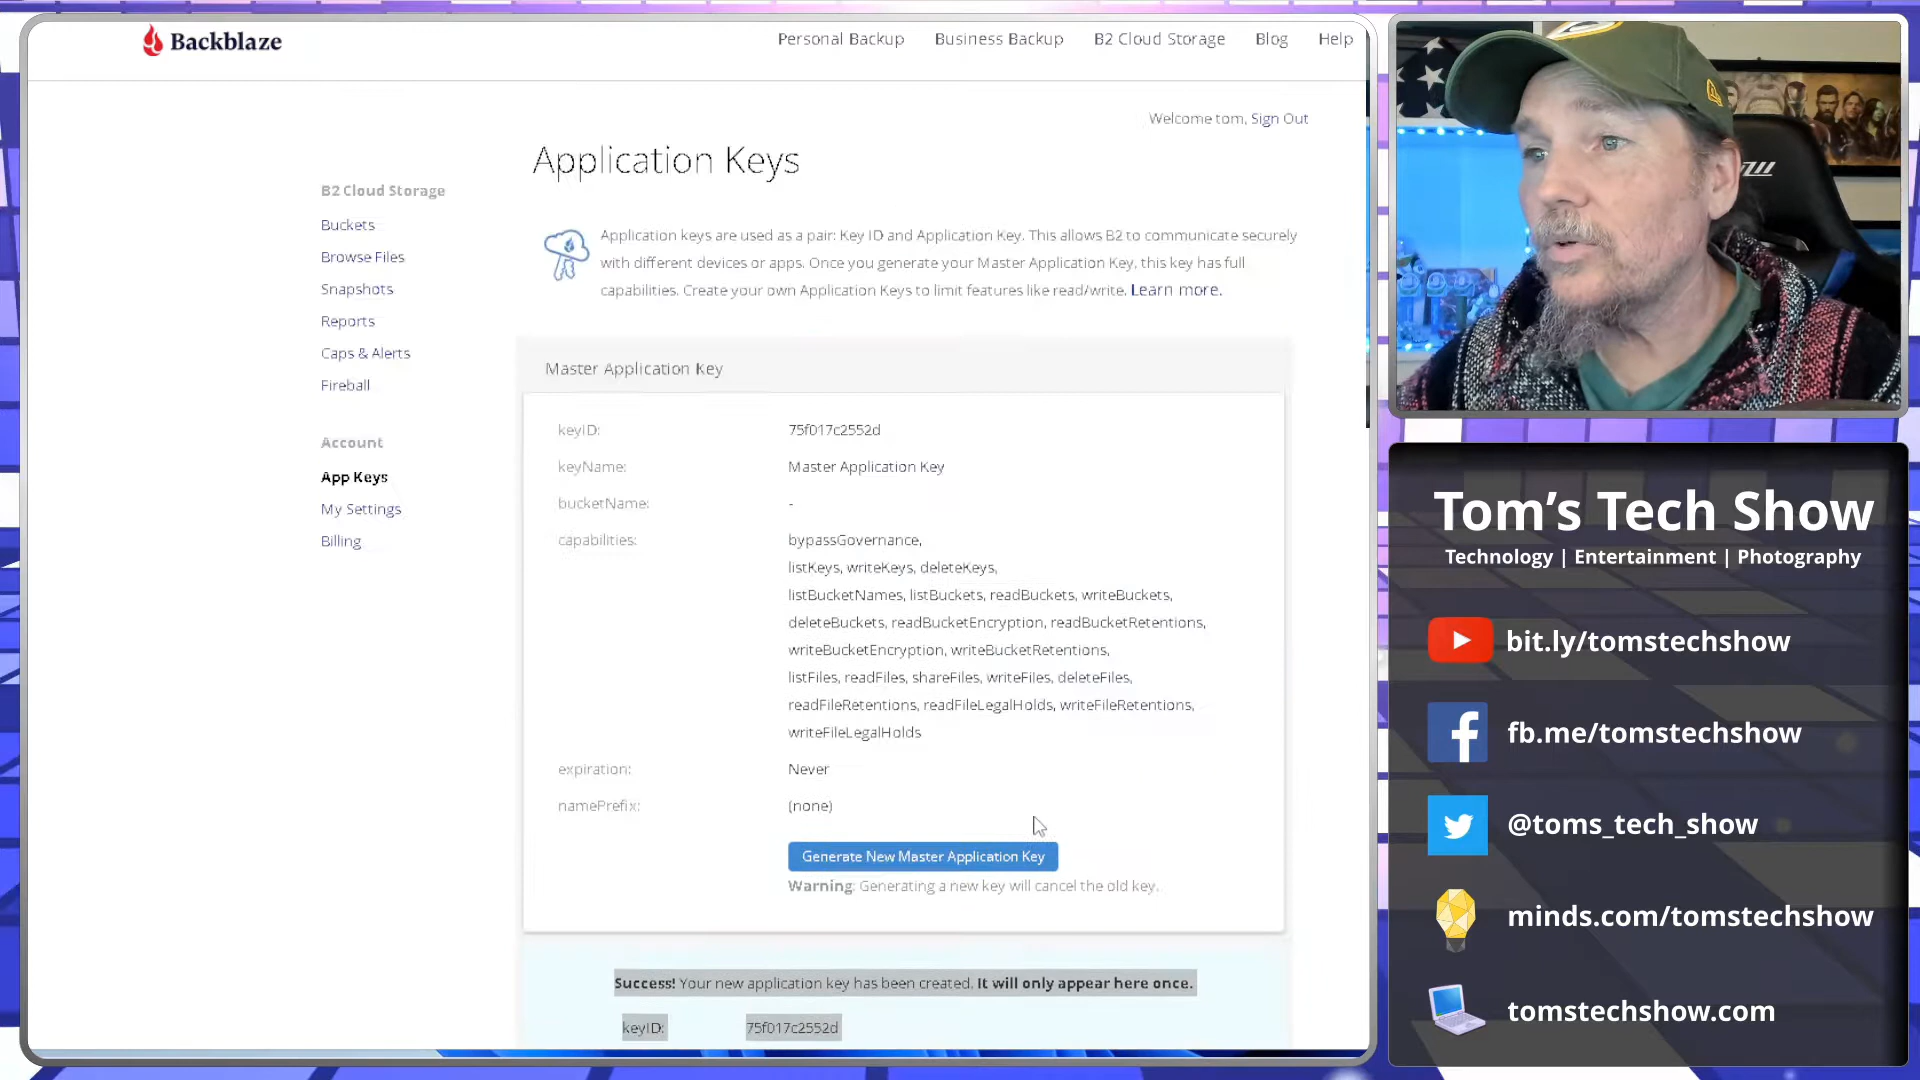 Backblaze
Personal Backup
Business Backup
B2 Cloud Storage
Blog
Help
Welcome tom, Sign Out
Application Keys
B2 Cloud Storage
Buckets
Browse Files
Snapshots
Reports
Caps & Alerts
Fireball
Account
App Keys
My Settings
Billing
Application keys are used as a pair: Key ID and Application Key. This allows B2 to communicate securely
with different devices or apps. Once you generate your Master Application Key, this key has full
capabilities. Create your own Application Keys to limit features like read/write. Learn more.
Master Application Key
keyID: 75f017c2552d
keyName: Master Application Key
bucketName: -
capabilities: bypassGovernance,
listKeys, writeKeys, deleteKeys,
listBucketNames, listBuckets, readBuckets, writeBuckets,
deleteBuckets, readBucketEncryption, readBucketRetentions,
writeBucketEncryption, writeBucketRetentions,
listFiles, readFiles, shareFiles, writeFiles, deleteFiles,
readFileRetentions, readFileLegalHolds, writeFileRetentions,
writeFileLegalHolds
expiration: Never
namePrefix: (none)
Generate New Master Application Key
Warning: Generating a new key will cancel the old key.
Success! Your new application key has been created. It will only appear here once.
keyID: 75f017c2552d
Tom's Tech Show
Technology | Entertainment | Photography
bit.ly/tomstechshow
fb.me/tomstechshow
@toms_tech_show
minds.com/tomstechshow
tomstechshow.com